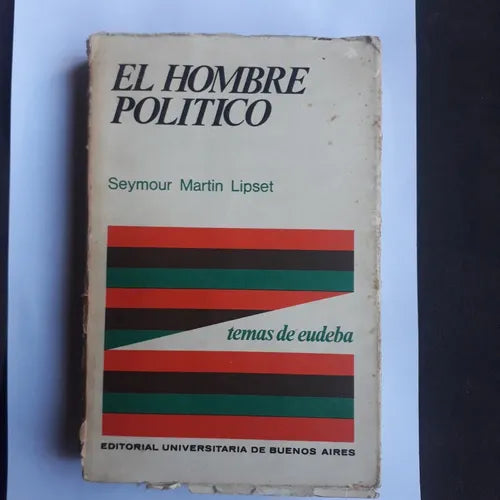 EL HOMBRE
POLITICO
Seymour Martin Lipset
temas de eudeba
EDITORIAL UNIVERSITARIA DE BUENOS AIRES